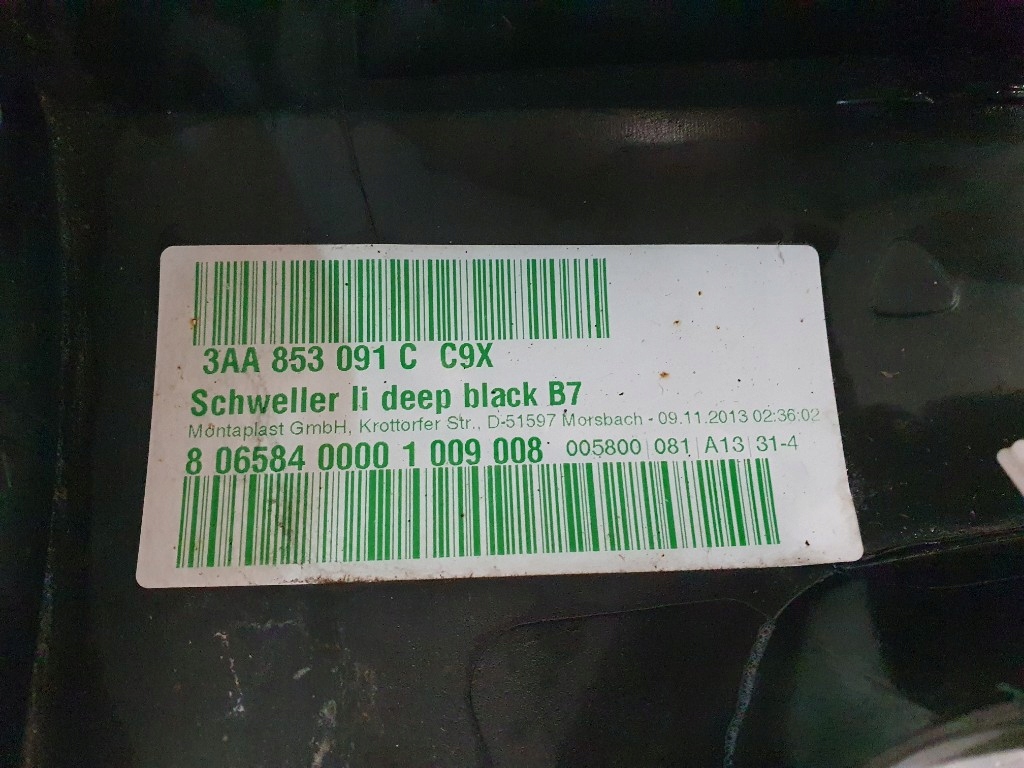 3AA 853 091 C C9X
Schweller li deep black B7
Montaplast GmbH, Krottorfer Str., D-51597 Morsbach - 09.11.2013 02:36:02
8 06584 0000 1 009 008 005800 | 081 | A13 | 31-4